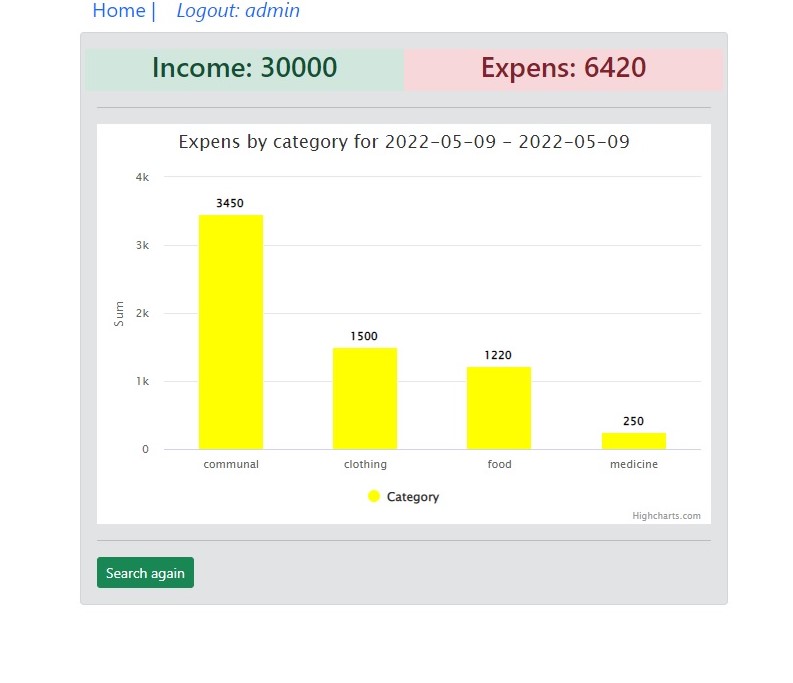 Home | Logout: admin
Income: 30000 Expens: 6420
Expens by category for 2022-05-09 - 2022-05-09
4k
3450
3k
Sum
2k
1500
1220
1k
250
0
communal clothing food medicine
Category
Highcharts.com
Search again